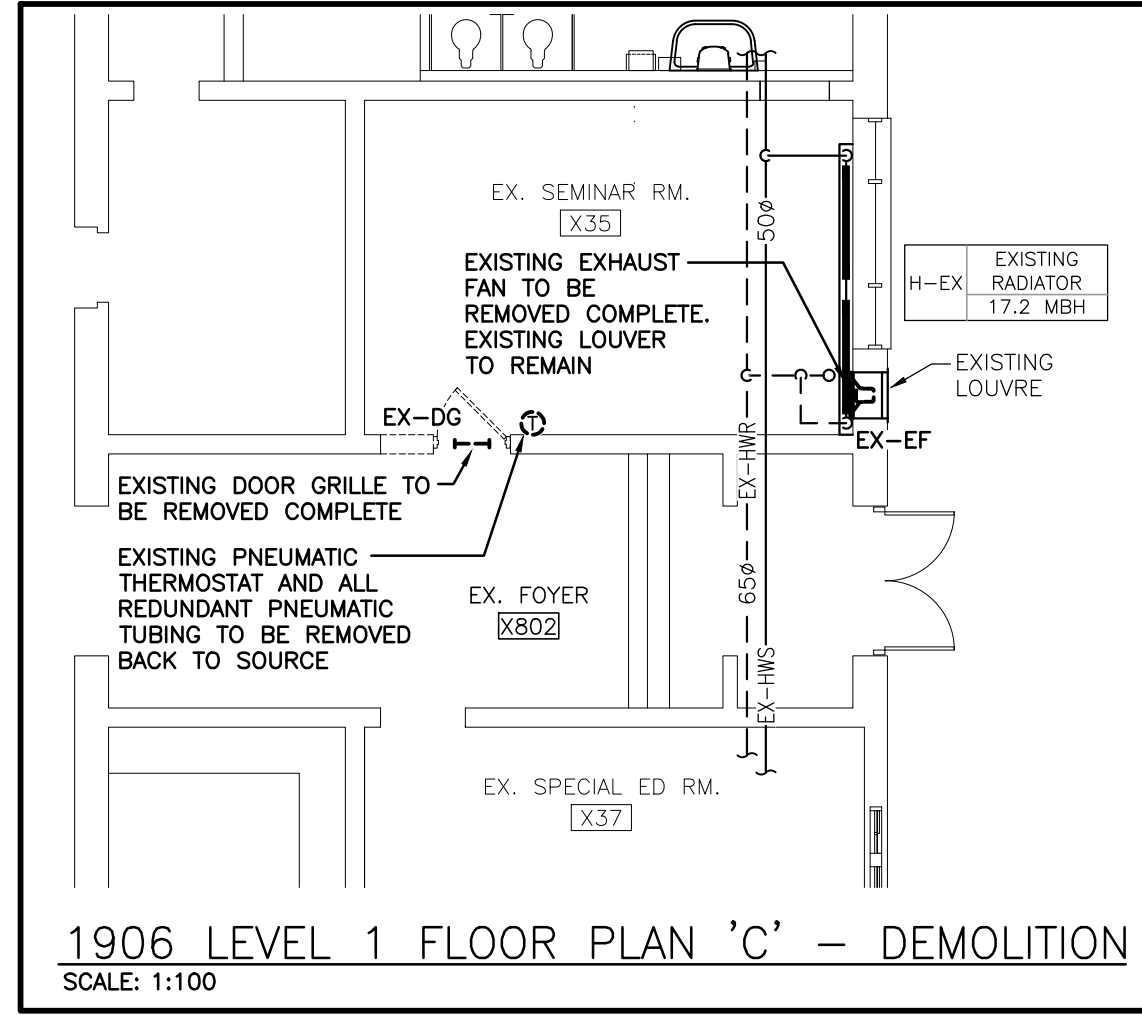 EX. SEMINAR RM.
X35
EXISTING EXHAUST
FAN TO BE
REMOVED COMPLETE.
EXISTING LOUVER
TO REMAIN
50ø
H-EX
EXISTING
RADIATOR
17.2 MBH
EXISTING
LOUVRE
EX-DG
T
EX-EF
EX-HWR
EXISTING DOOR GRILLE TO
BE REMOVED COMPLETE
EXISTING PNEUMATIC
THERMOSTAT AND ALL
REDUNDANT PNEUMATIC
TUBING TO BE REMOVED
BACK TO SOURCE
EX. FOYER
X802
65ø
EX-HWS
EX. SPECIAL ED RM.
X37
1906 LEVEL 1 FLOOR PLAN 'C' – DEMOLITION
SCALE: 1:100